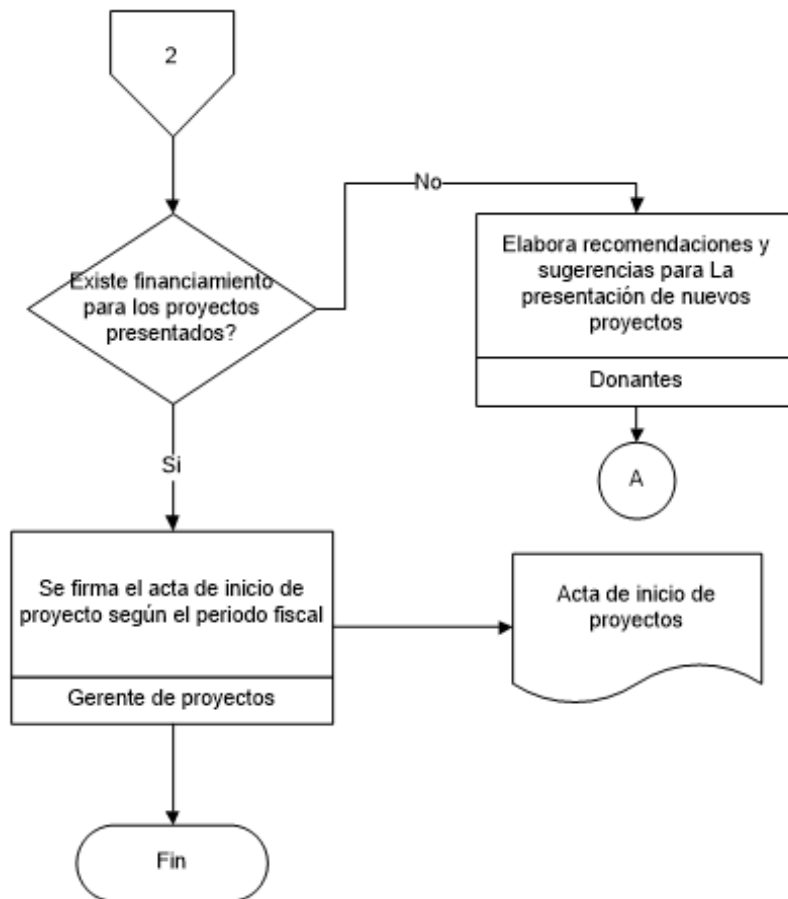 2
No
Existe financiamiento
para los proyectos
presentados?
Elabora recomendaciones y
sugerencias para La
presentación de nuevos
proyectos
Donantes
A
Si
Se firma el acta de inicio de
proyecto según el periodo fiscal
Gerente de proyectos
Acta de inicio de
proyectos
Fin